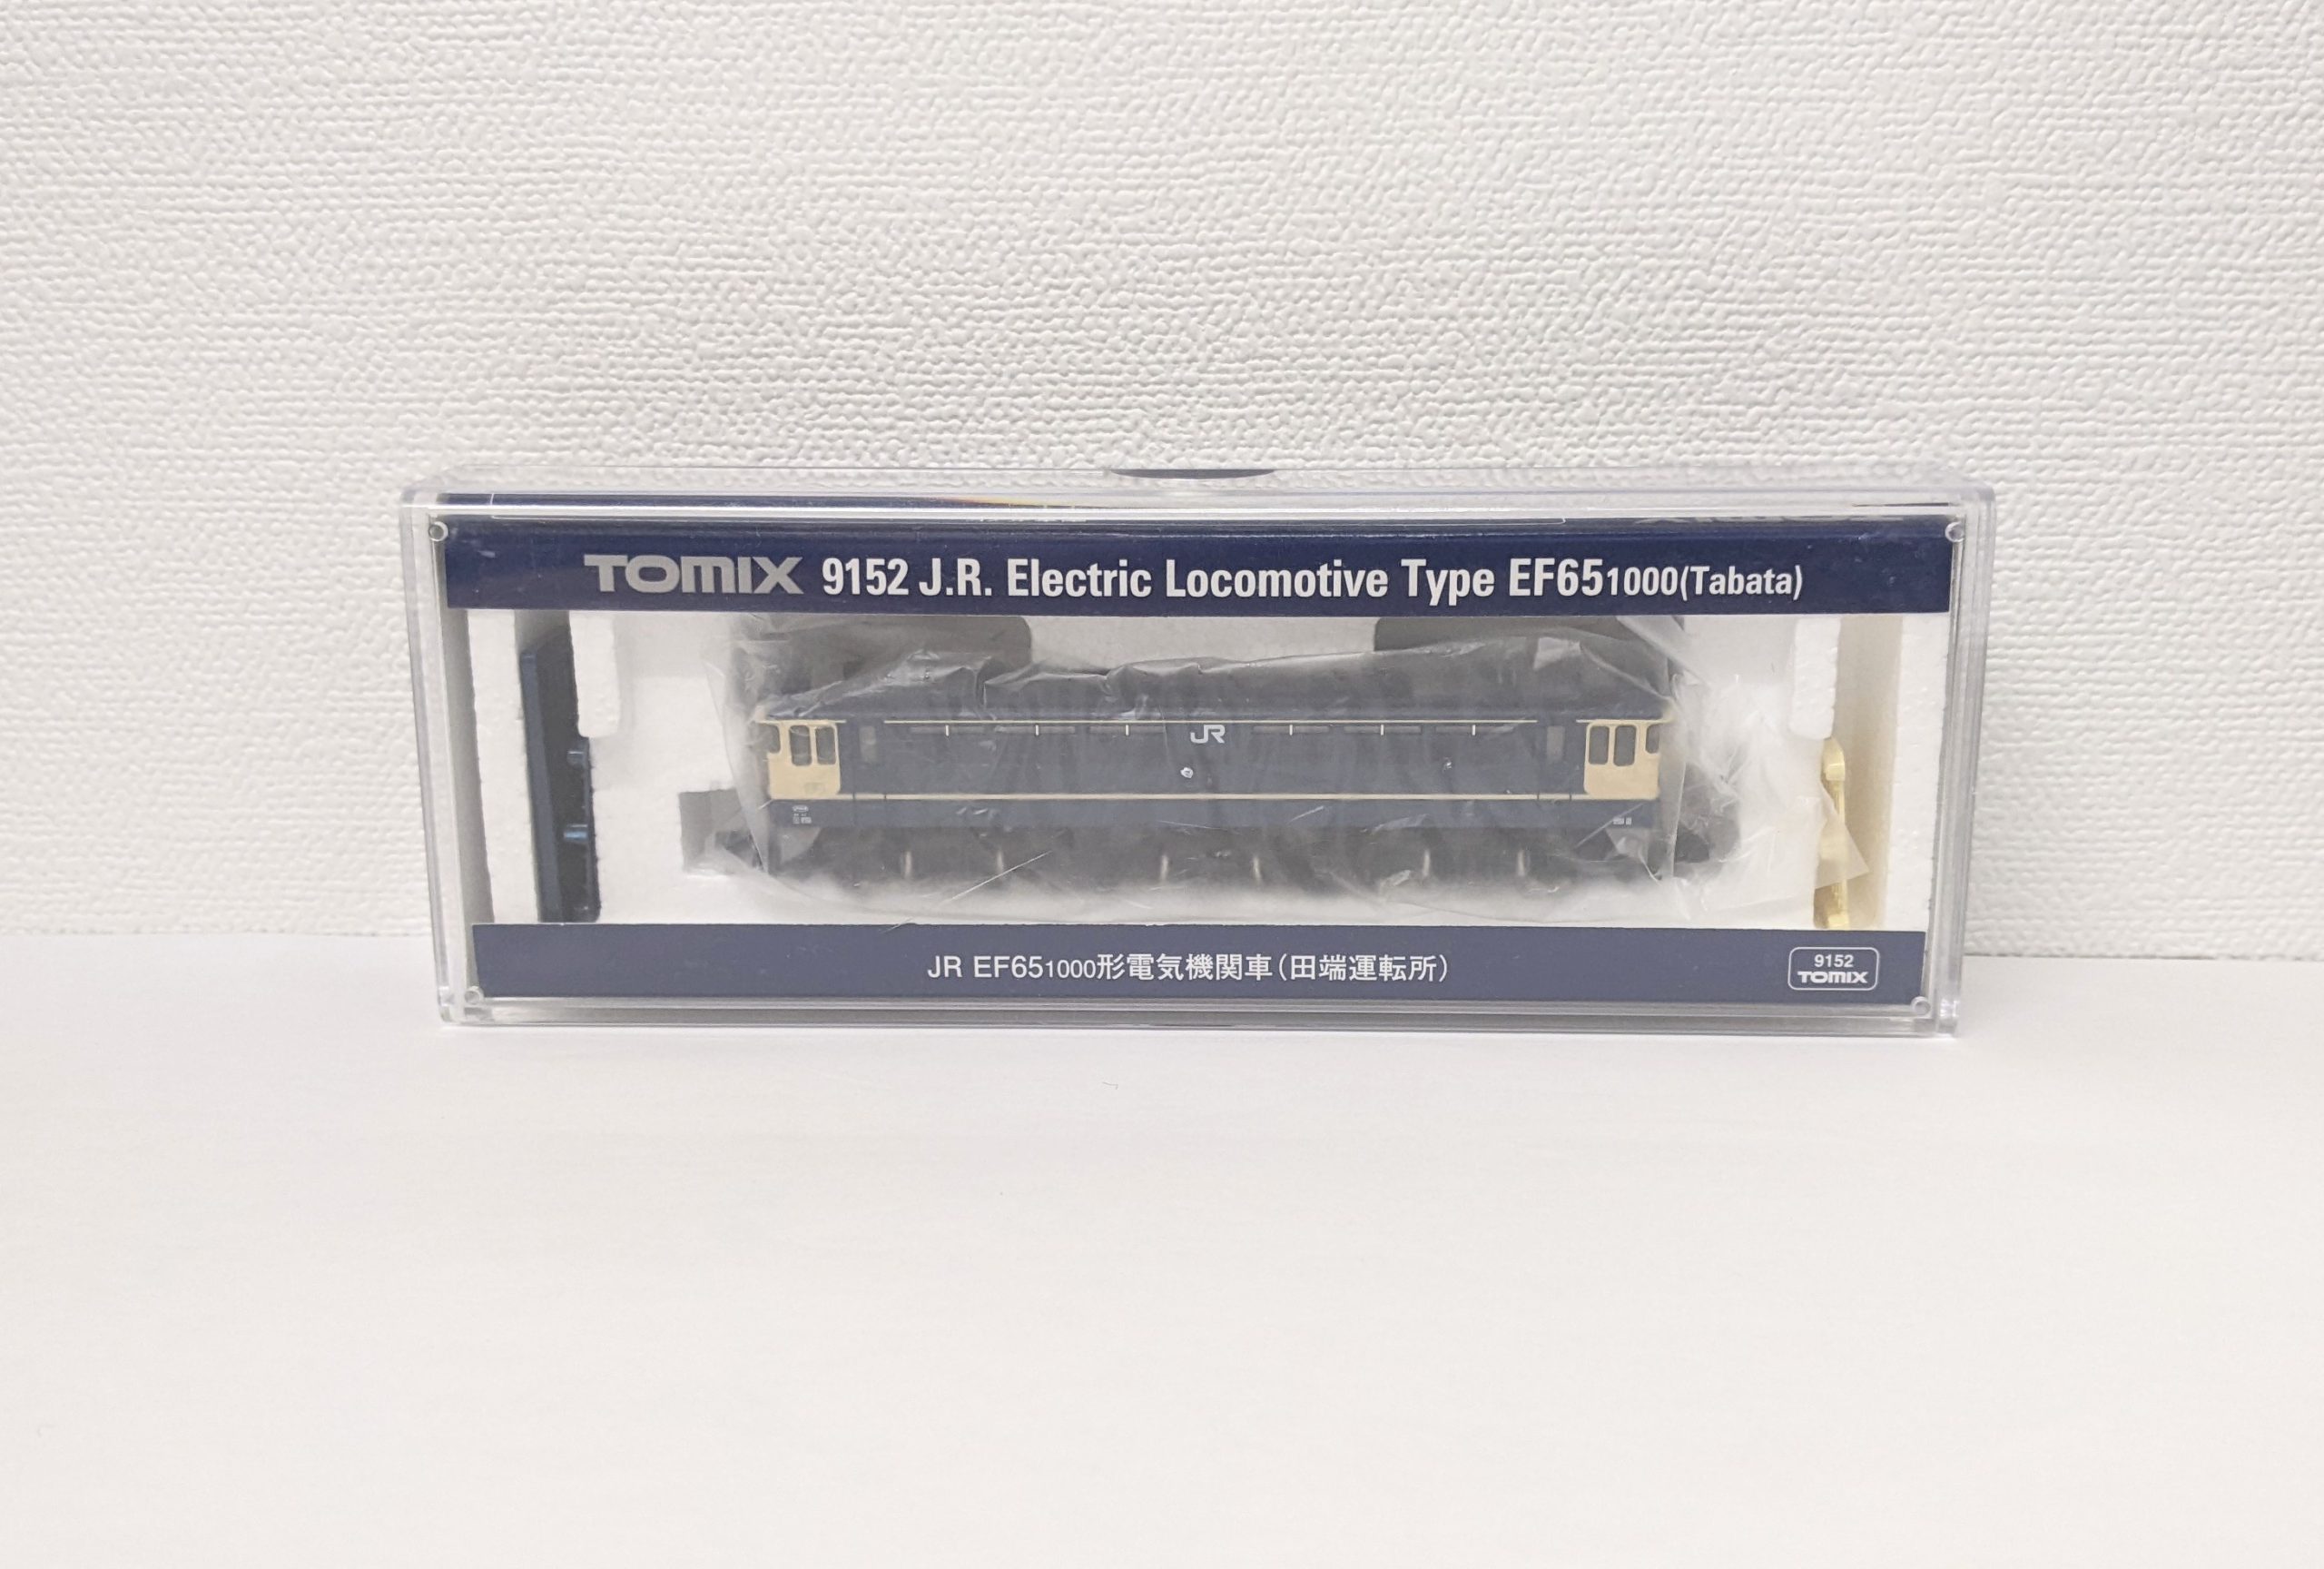 TOMIX 9152 J.R. Electric Locomotive Type EF651000(Tabata)
JR
JR EF651000形電気機関車(田端運転所)
9152
TOMIX